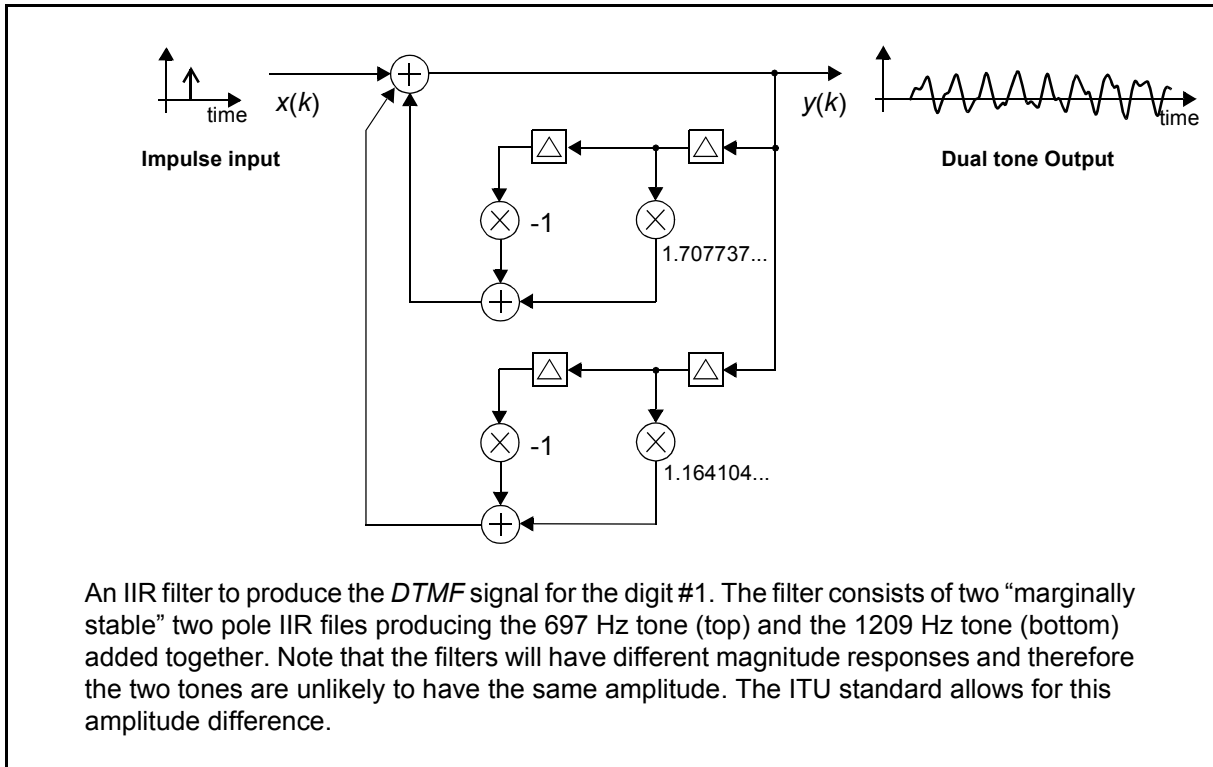 time
x(k)
y(k)
time
Impulse input
Dual tone Output
-1
1.707737...
-1
1.164104...
An IIR filter to produce the DTMF signal for the digit #1. The filter consists of two “marginally
stable” two pole IIR files producing the 697 Hz tone (top) and the 1209 Hz tone (bottom)
added together. Note that the filters will have different magnitude responses and therefore
the two tones are unlikely to have the same amplitude. The ITU standard allows for this
amplitude difference.